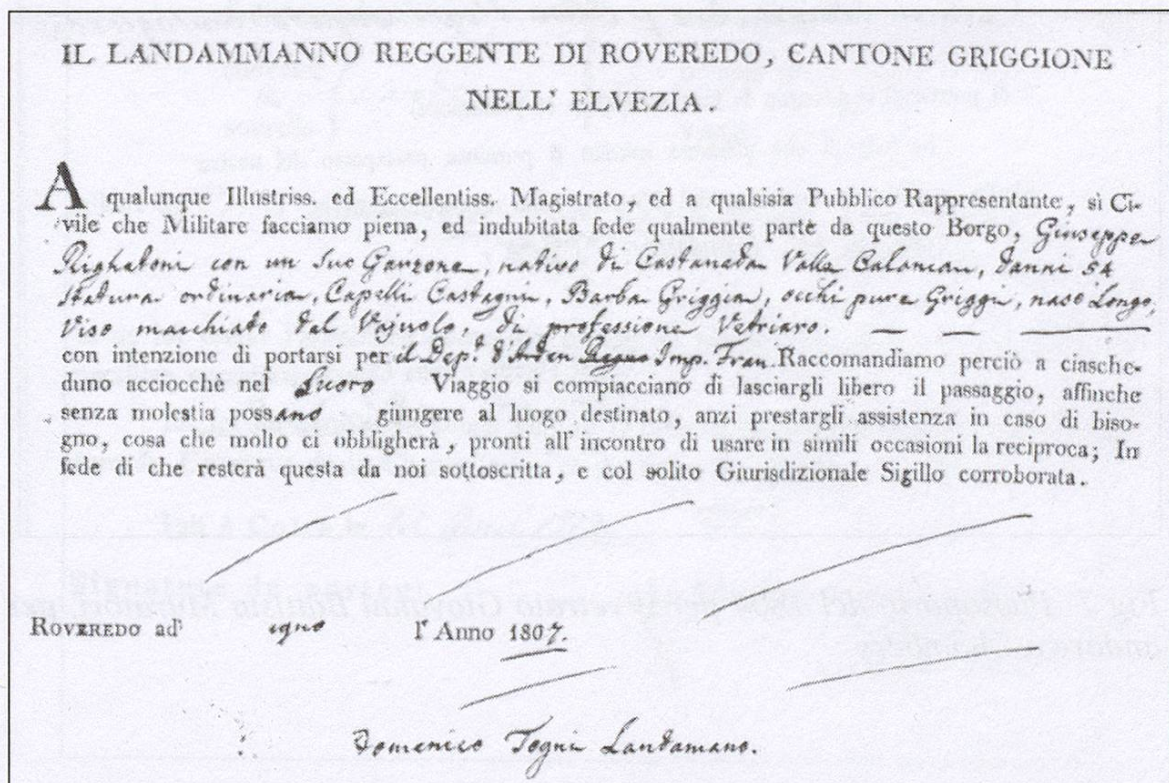 IL LANDAMMANNO REGGENTE DI ROVEREDO, CANTONE GRIGGIONE
NELL' ELVEZIA.
A qualunque Illustriss. ed Eccellentiss. Magistrato, ed a qualsisia Pubblico Rappresentante, sì Ci-
vile che Militare facciamo piena, ed indubitata fede qualmente parte da questo Borgo, Giuseppe
Righetoni con un suo Garzone, nativo di Castaneda Valle Calanca, d'anni 54
statura ordinaria, Capelli Castagni, Barba Griggia, occhi pure Griggi, naso Longo,
Viso macchiato dal Vajuolo, di professione Vetriaro.
con intenzione di portarsi per il Dep.t d'Arden Regno Imp. Fran. Raccomandiamo perciò a ciasche-
duno acciocchè nel Viaggio si compiacciano di lasciargli libero il passaggio, affinche
senza molestia possano giungere al luogo destinato, anzi prestargli assistenza in caso di biso-
gno, cosa che molto ci obbligherà, pronti all' incontro di usare in simili occasioni la reciproca; In
fede di che resterà questa da noi sottoscritta, e col solito Giurisdizionale Sigillo corroborata.
ROVEREDO ad' l' Anno 1807.
Domenico Togni Landamano.